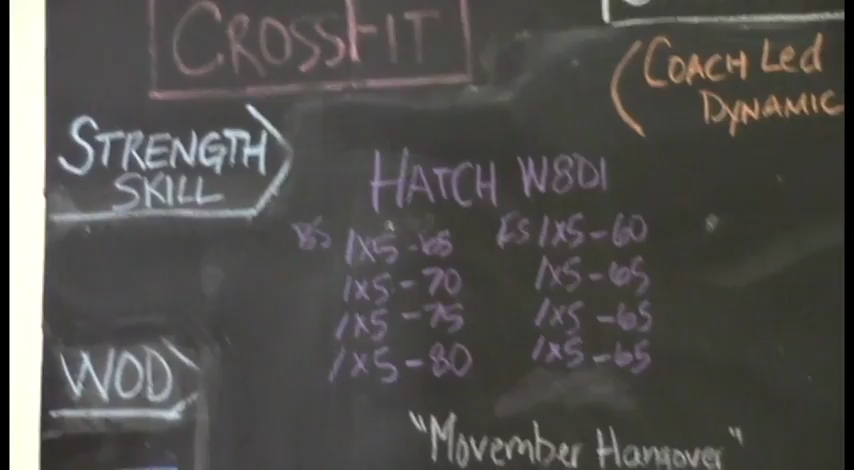 CROSSFIT
(COACH Led
DYNAMIC
STRENGTH
SKILL
HATCH W8D1
BS 1X5-65 FS 1X5-60
1X5-70 1X5-65
1X5-75 1X5-65
1X5-80 1X5-65
WOD
"Movember Hangover"